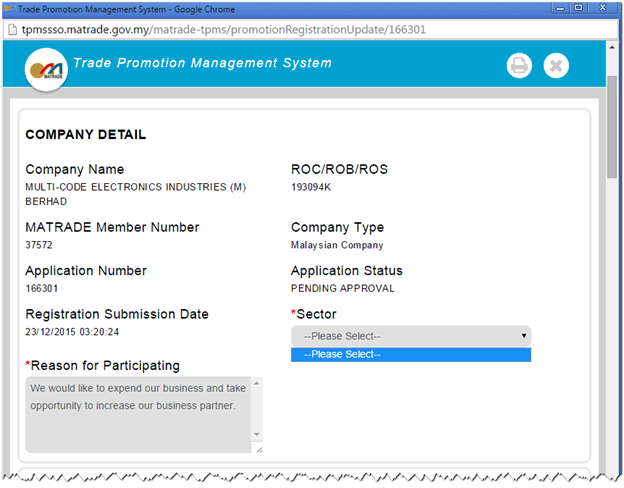 Trade Promotion Management System - Google Chrome
tpmssso.matrade.gov.my/matrade-tpms/promotionRegistrationUpdate/166301
MATRADE
Trade Promotion Management System
COMPANY DETAIL
Company Name
MULTI-CODE ELECTRONICS INDUSTRIES (M)
BERHAD
ROC/ROB/ROS
193094K
MATRADE Member Number
37572
Company Type
Malaysian Company
Application Number
166301
Application Status
PENDING APPROVAL
Registration Submission Date
23/12/2015 03:20:24
*Sector
--Please Select--
--Please Select--
*Reason for Participating
We would like to expend our business and take
opportunity to increase our business partner.